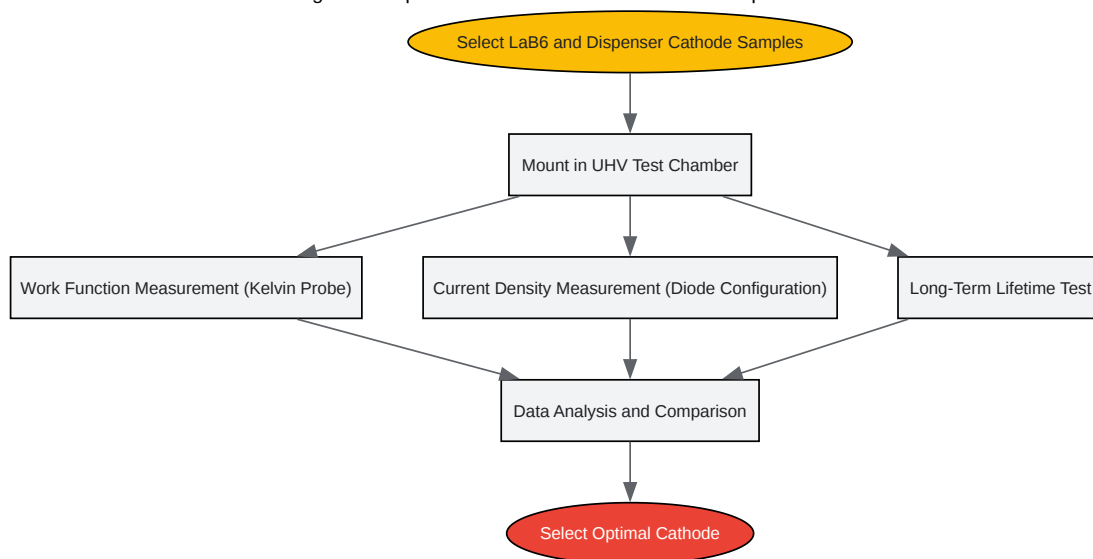 Select LaB6 and Dispenser Cathode Samples
Mount in UHV Test Chamber
Work Function Measurement (Kelvin Probe)
Current Density Measurement (Diode Configuration)
Long-Term Lifetime Test
Data Analysis and Comparison
Select Optimal Cathode